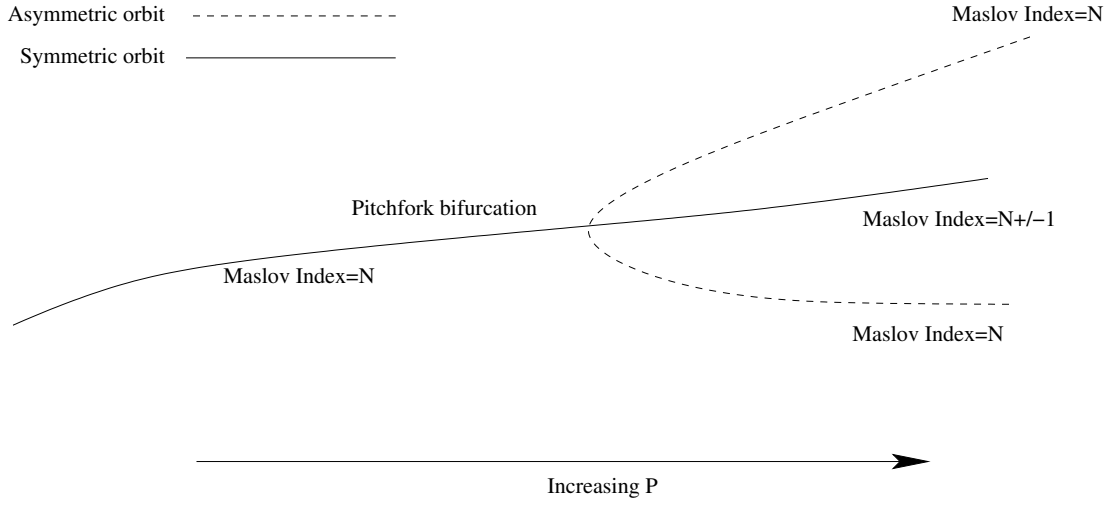 Asymmetric orbit
Maslov Index=N
Symmetric orbit
Pitchfork bifurcation
Maslov Index=N+/−1
Maslov Index=N
Maslov Index=N
Increasing P